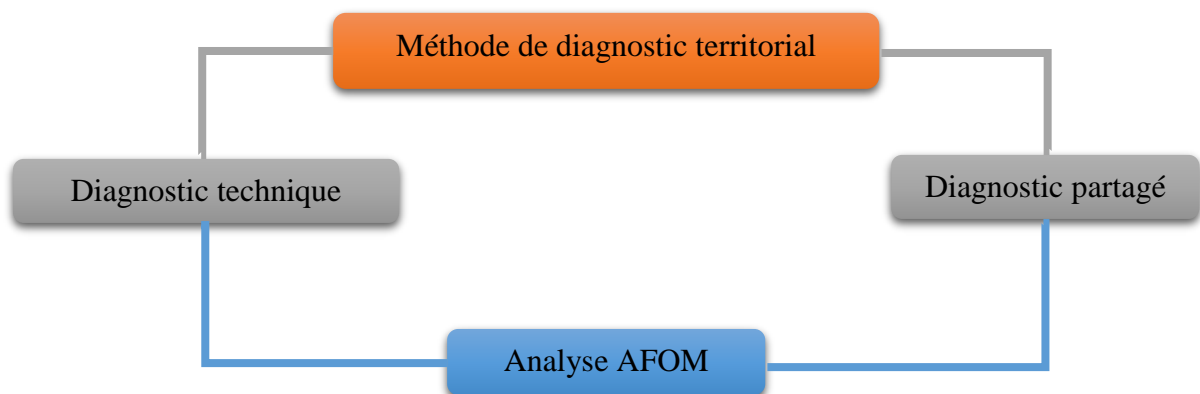 Méthode de diagnostic territorial
Diagnostic technique
Diagnostic partagé
Analyse AFOM